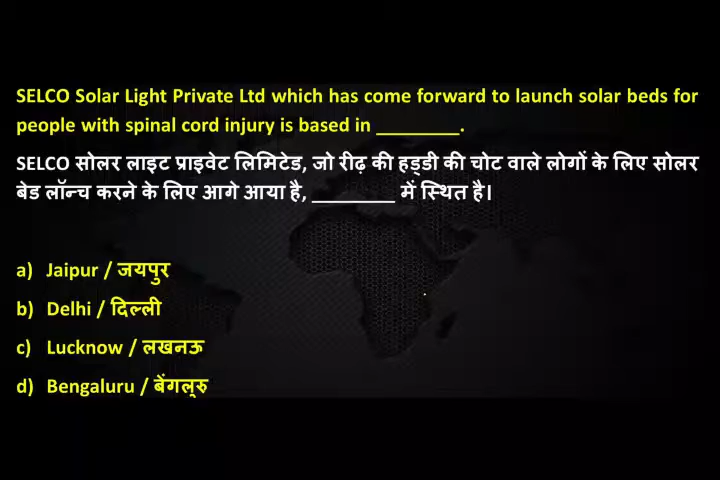 SELCO Solar Light Private Ltd which has come forward to launch solar beds for
people with spinal cord injury is based in ________.
SELCO सोलर लाइट प्राइवेट लिमिटेड, जो रीढ़ की हड्डी की चोट वाले लोगों के लिए सोलर
बेड लॉन्च करने के लिए आगे आया है, ________ में स्थित है।
a) Jaipur / जयपुर
b) Delhi / दिल्ली
c) Lucknow / लखनऊ
d) Bengaluru / बेंगलुरु